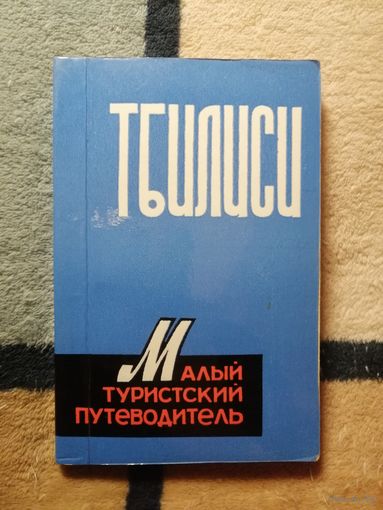 Тбилиси
Малый
туристский
путеводитель